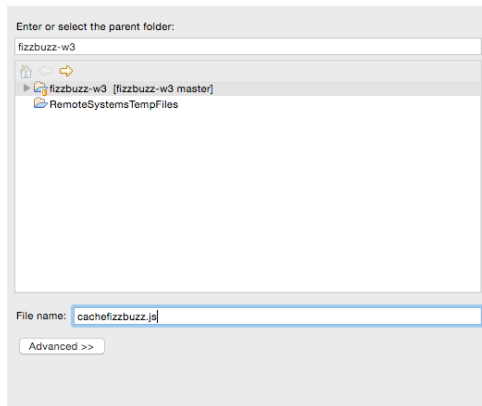 Enter or select the parent folder:
fizzbuzz-w3
fizzbuzz-w3 [fizzbuzz-w3 master]
RemoteSystemsTempFiles
File name: cachefizzbuzz.js
Advanced >>